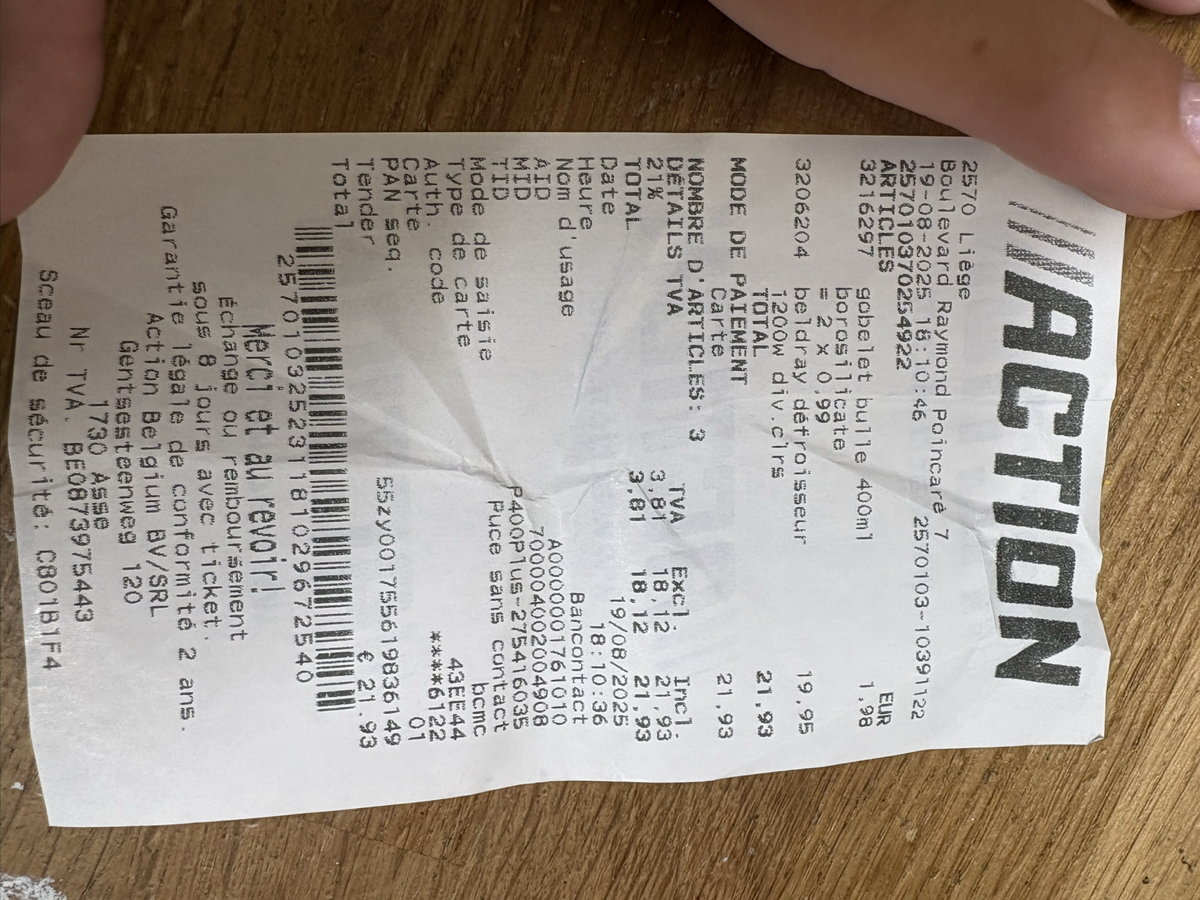 ACTION
2570 Liège
Boulevard Raymond Poincaré 7
19-08-2025 18:10:46 2570103-10391122
2570103702254922
ARTICLES EUR
3216297 gobelet bulle 400ml 1,98
borosilicate
= 2 x 0,99
3206204 beldray défroisseur 19,95
1200w div.clrs
TOTAL 21,93
MODE DE PAIEMENT
Carte 21,93
NOMBRE D'ARTICLES: 3
DÉTAILS TVA TVA Excl. Incl.
21% 3,81 18,12 21,93
TOTAL 3,81 18,12 21,93
Date 19/08/2025
Heure 18:10:36
Nom d'usage Bancontact
AID A0000001761010
MID 700004002004908
TID P400Plus-275416035
Mode de saisie Puce sans contact
Type de carte bcmc
Auth. code 43EE44
Carte ****6122
PAN seq. 01
Tender 55zy001755619836149
Total € 21.93
2570103252311810296725​40
Merci et au revoir!
Échange ou remboursement
sous 8 jours avec ticket.
Garantie légale de conformité 2 ans.
Action Belgium BV/SRL
Gentsesteenweg 120
1730 Asse
Nr TVA. BE0873975443
Sceau de sécurité: C801B1F4